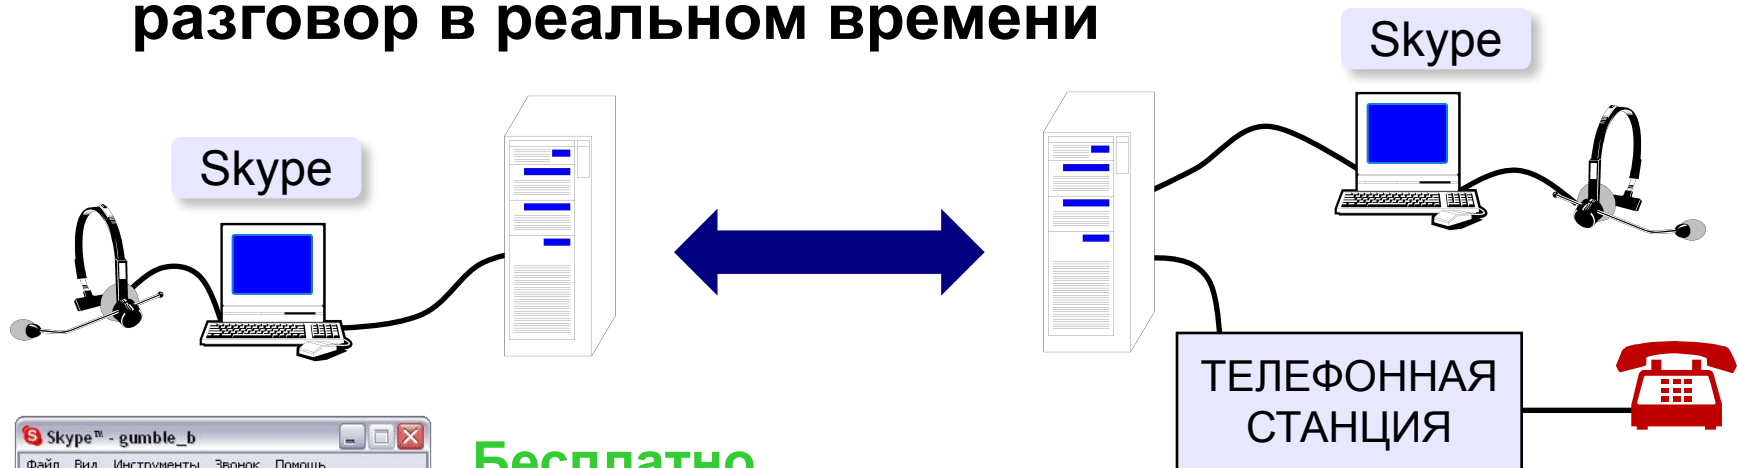 разговор в реальном времени
Skype
Skype
ТЕЛЕФОННАЯ
СТАНЦИЯ
Skype™ - gumble_b
Файл Вид Инструменты Звонок Помощь
Бесплатно